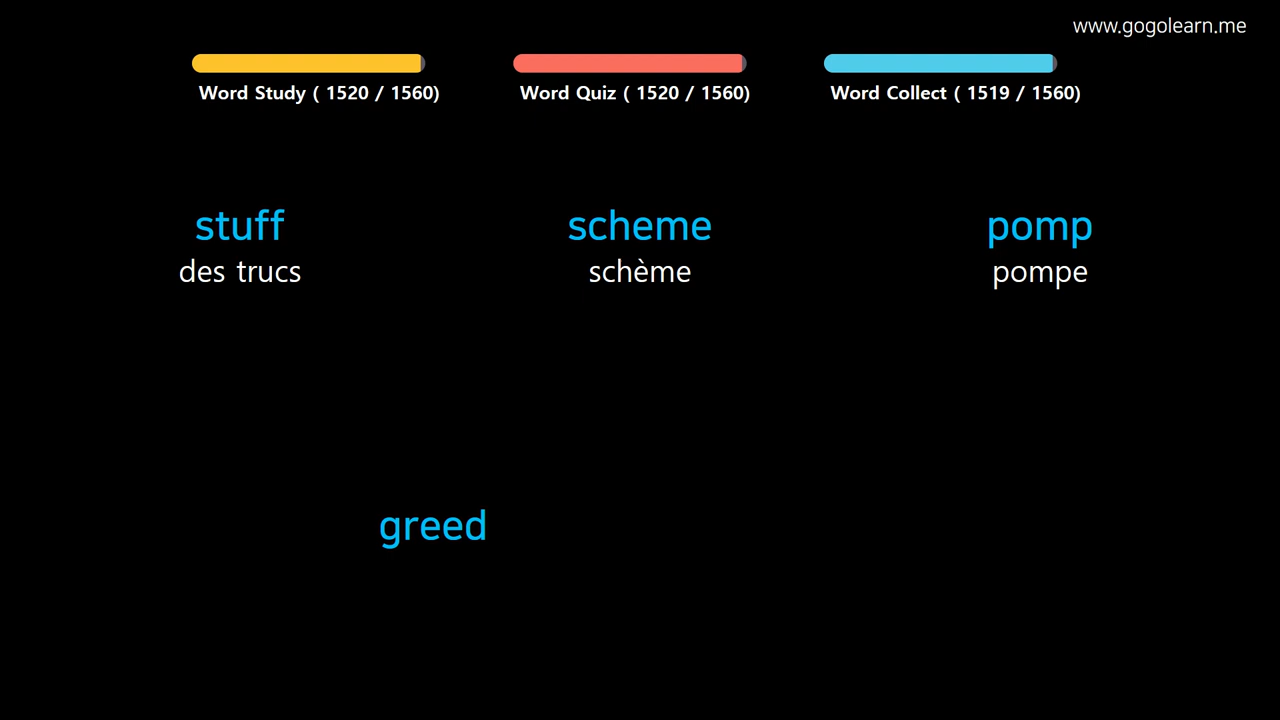 www.gogolearn.me
Word Study ( 1520 / 1560)
Word Quiz ( 1520 / 1560)
Word Collect ( 1519 / 1560)
stuff
des trucs
scheme
schème
pomp
pompe
greed